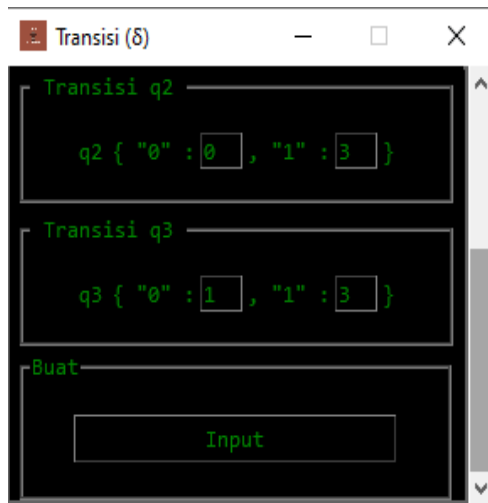 Transisi (δ)
Transisi q2
q2 { "0" : 0 , "1" : 3 }
Transisi q3
q3 { "0" : 1 , "1" : 3 }
Buat
Input